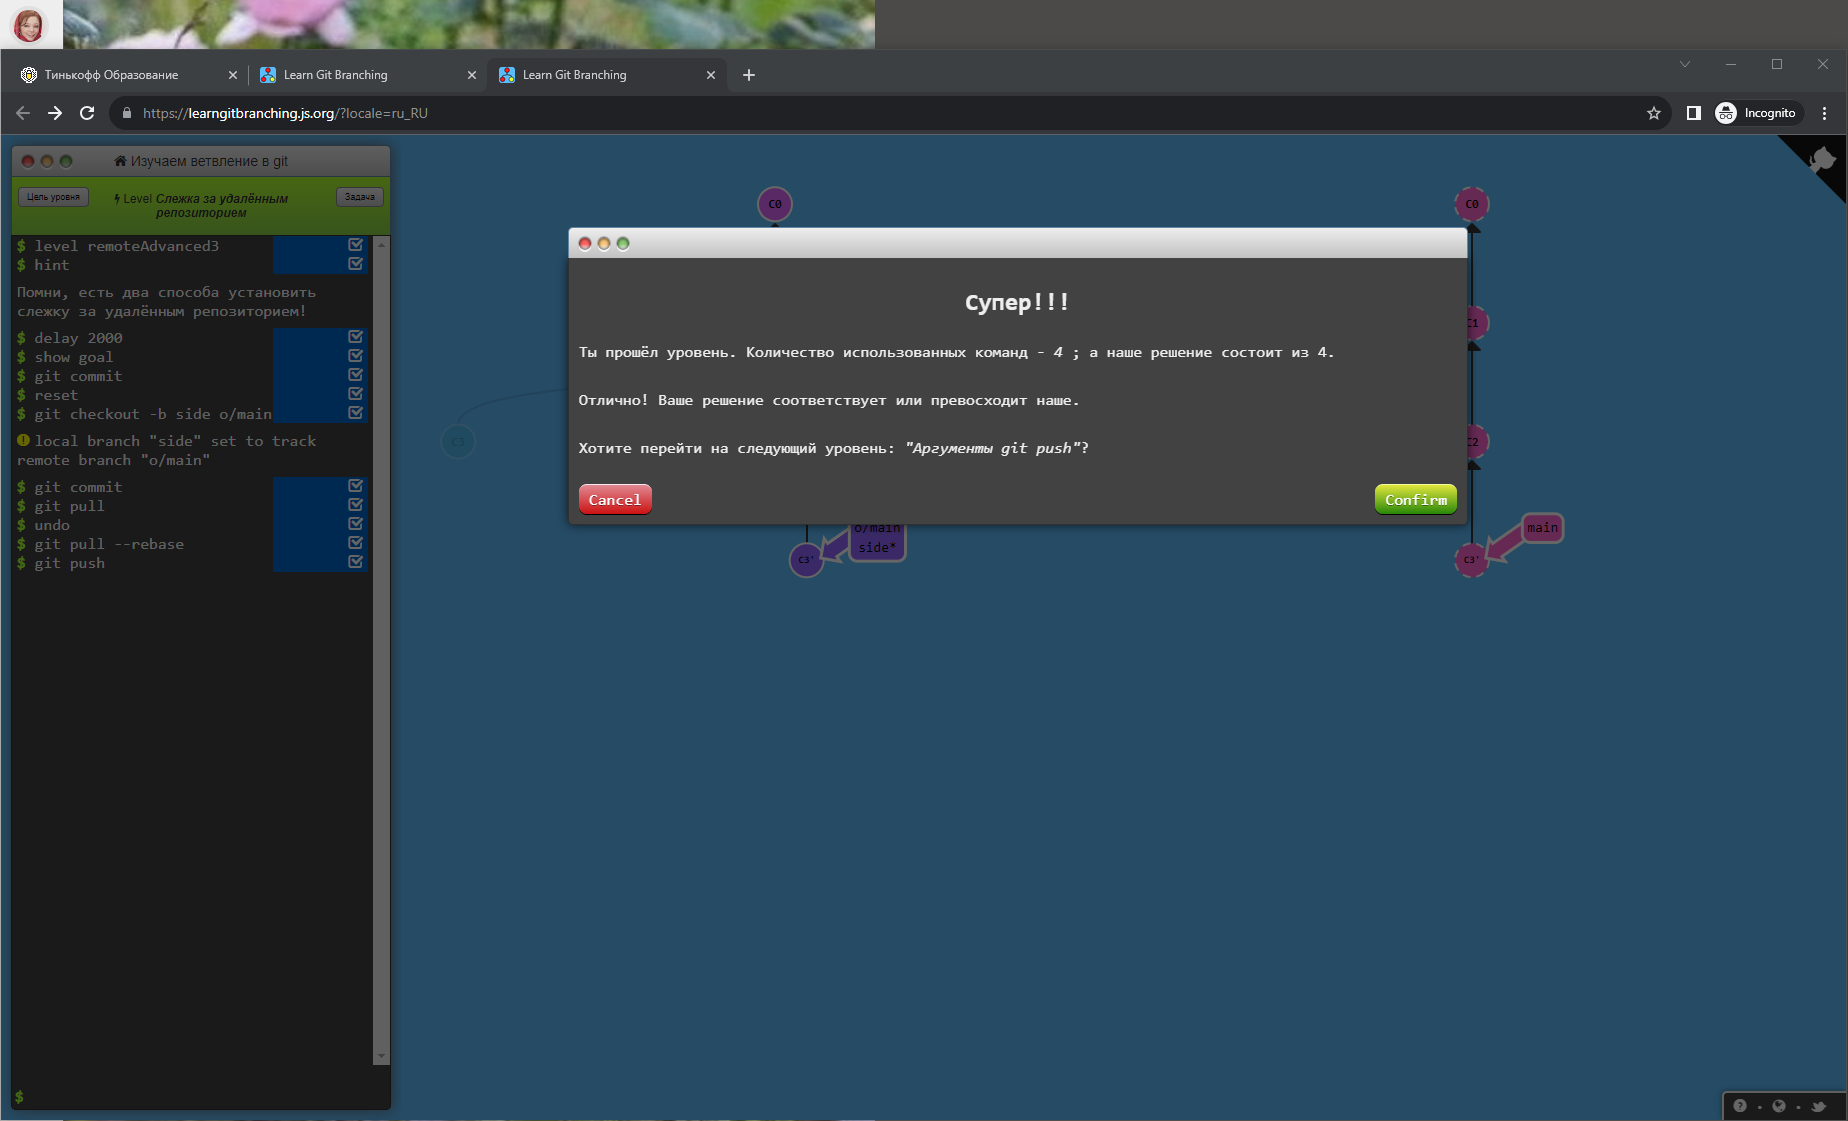 Тинькофф Образование
Learn Git Branching
Learn Git Branching
https://learngitbranching.js.org/?locale=ru_RU
Incognito
Изучаем ветвление в git
Цель уровня
Level Слежка за удалённым
репозиторием
Задача
$ level remoteAdvanced3
$ hint
Помни, есть два способа установить
слежку за удалённым репозиторием!
$ delay 2000
$ show goal
$ git commit
$ reset
$ git checkout -b side o/main
local branch "side" set to track
remote branch "o/main"
$ git commit
$ git pull
$ undo
$ git pull --rebase
$ git push
$
C0
C0
Супер!!!
Ты прошёл уровень. Количество использованных команд - 4 ; а наше решение состоит из 4.
Отлично! Ваше решение соответствует или превосходит наше.
Хотите перейти на следующий уровень: "Аргументы git push"?
Cancel
Confirm
C1
C3
C2
o/main
side*
C3'
main
C3'